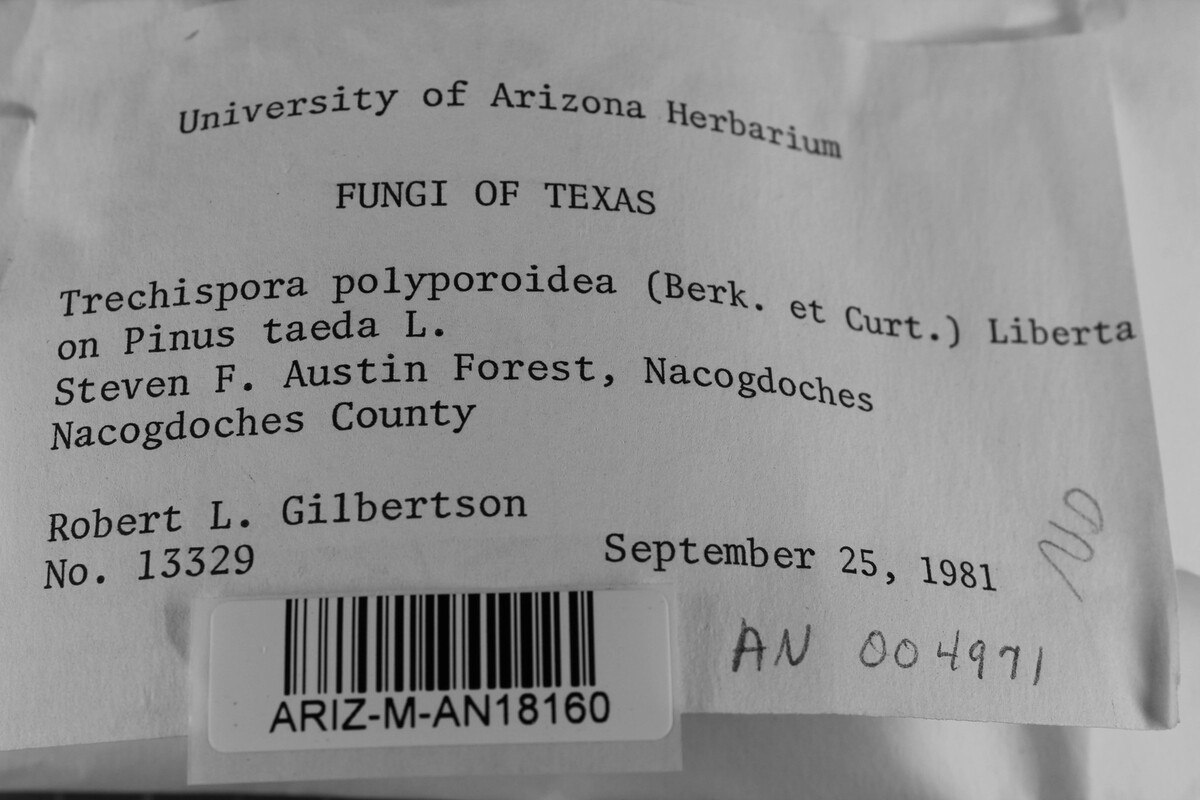 University of Arizona Herbarium
FUNGI OF TEXAS
Trechispora polyporoidea (Berk. et Curt.) Liberta
on Pinus taeda L.
Steven F. Austin Forest, Nacogdoches
Nacogdoches County
Robert L. Gilbertson
No. 13329
September 25, 1981
ND
AN 004971
ARIZ-M-AN18160